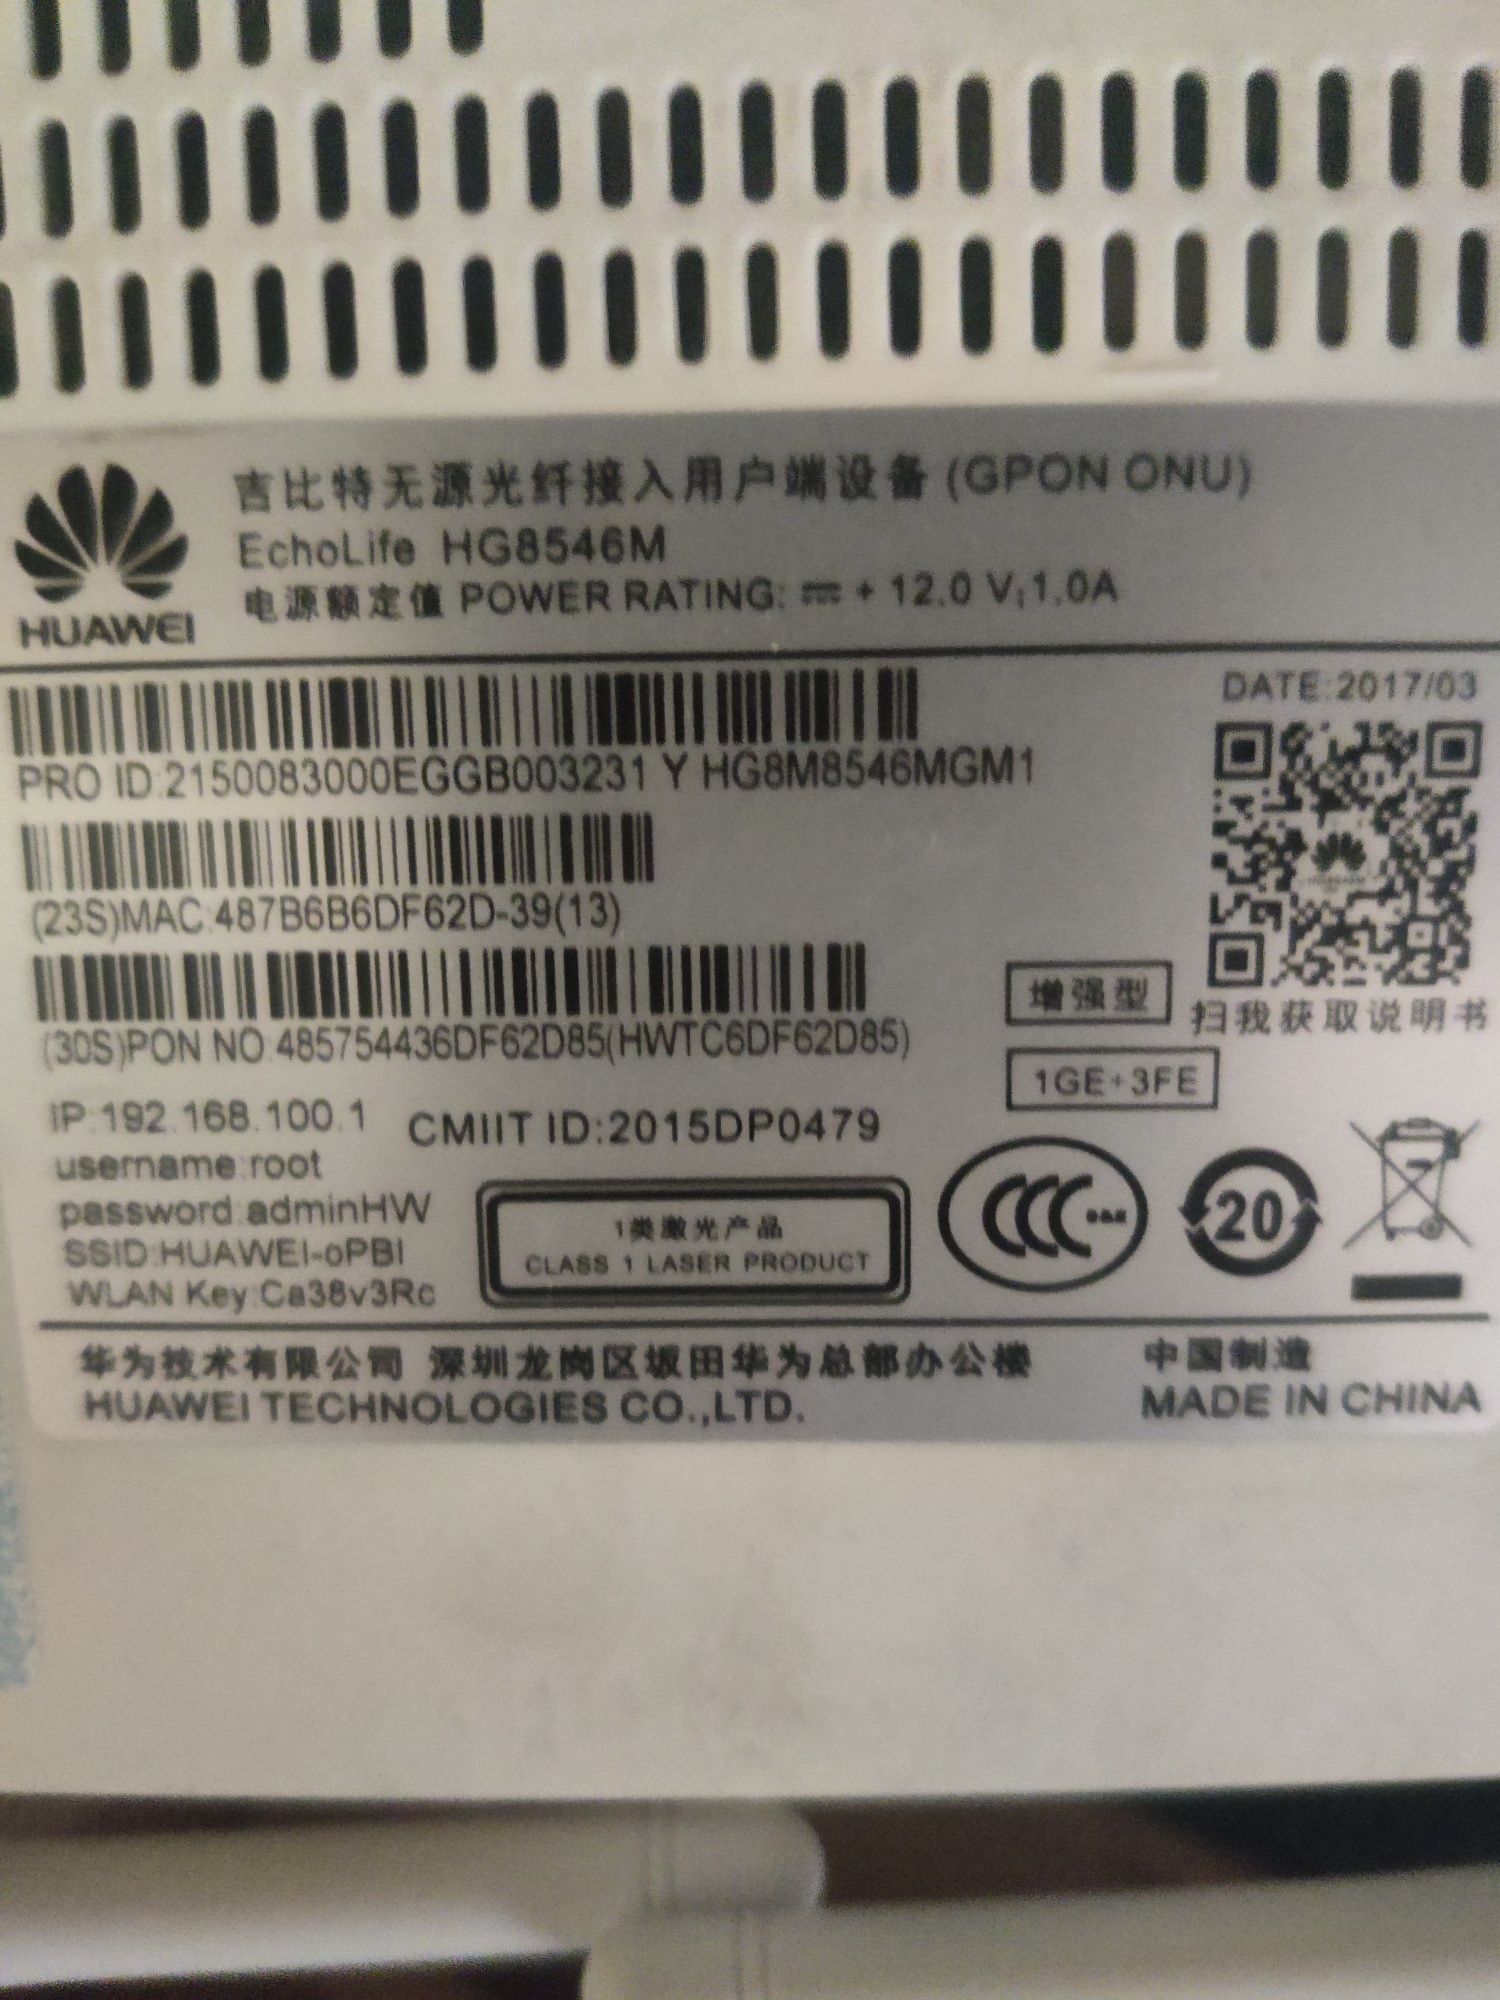 吉比特无源光纤接入用户端设备 (GPON ONU)
EchoLife HG8546M
电源额定值 POWER RATING: ⎓ + 12.0 V;1.0A
HUAWEI
DATE:2017/03
PRO ID:2150083000EGGB003231 Y HG8M8546MGM1
(23S)MAC:487B6B6DF62D-39(13)
(30S)PON NO:485754436DF62D85(HWTC6DF62D85)
增强型
扫我获取说明书
1GE+3FE
IP:192.168.100.1
CMIIT ID:2015DP0479
username:root
password:adminHW
SSID:HUAWEI-oPBI
WLAN Key:Ca38v3Rc
1类激光产品
CLASS 1 LASER PRODUCT
CCC
20
华为技术有限公司 深圳龙岗区坂田华为总部办公楼
中国制造
HUAWEI TECHNOLOGIES CO.,LTD.
MADE IN CHINA